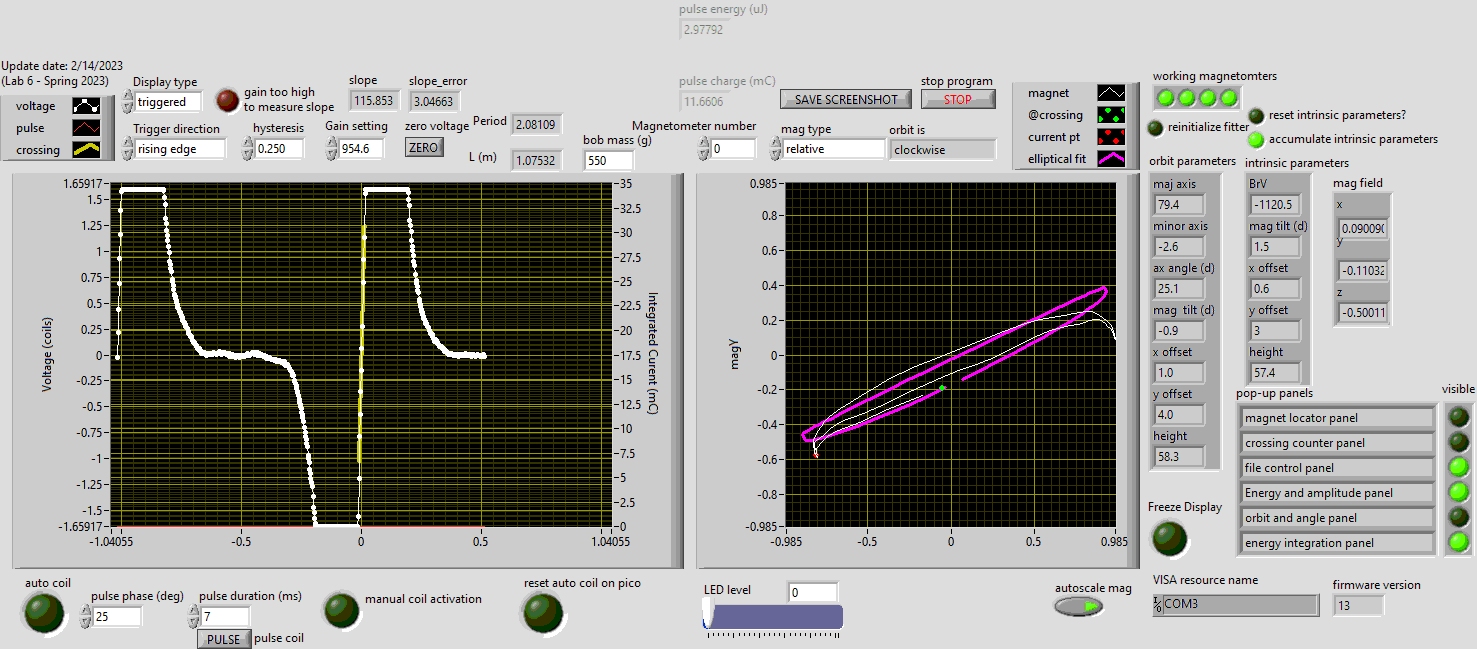 pulse energy (uJ)
2.97792
Update date: 2/14/2023
(Lab 6 - Spring 2023)
voltage
pulse
crossing
Display type
triggered
gain too high
to measure slope
slope
115.853
slope_error
3.04663
pulse charge (mC)
11.6606
SAVE SCREENSHOT
stop program
STOP
Trigger direction
rising edge
hysteresis
0.250
Gain setting
954.6
zero voltage
ZERO
Period
2.08109
L (m)
1.07532
bob mass (g)
550
Magnetometer number
0
mag type
relative
orbit is
clockwise
magnet
@crossing
current pt
elliptical fit
working magnetomters
reinitialize fitter
reset intrinsic parameters?
accumulate intrinsic parameters
orbit parameters
maj axis
79.4
minor axis
-2.6
ax angle (d)
25.1
mag tilt (d)
-0.9
x offset
1.0
y offset
4.0
height
58.3
intrinsic parameters
BrV
-1120.5
mag tilt (d)
1.5
x offset
0.6
y offset
3
height
57.4
mag field
x
0.09009(
y
-0.11032
z
-0.50011
Voltage (coils)
1.65917
1.5
1.25
1
0.75
0.5
0.25
0
-0.25
-0.5
-0.75
-1
-1.25
-1.5
-1.65917
-1.04055
-0.5
0
0.5
1.04055
35
32.5
30
27.5
25
22.5
20
17.5
15
12.5
10
7.5
5
2.5
0
Integrated Curent (mC)
magY
0.985
0.8
0.6
0.4
0.2
0
-0.2
-0.4
-0.6
-0.8
-0.985
-0.985
-0.5
0
0.5
0.985
pop-up panels
visible
magnet locator panel
crossing counter panel
file control panel
Energy and amplitude panel
orbit and angle panel
energy integration panel
Freeze Display
auto coil
pulse phase (deg)
25
pulse duration (ms)
7
PULSE
pulse coil
manual coil activation
reset auto coil on pico
LED level
0
autoscale mag
VISA resource name
COM3
firmware version
13